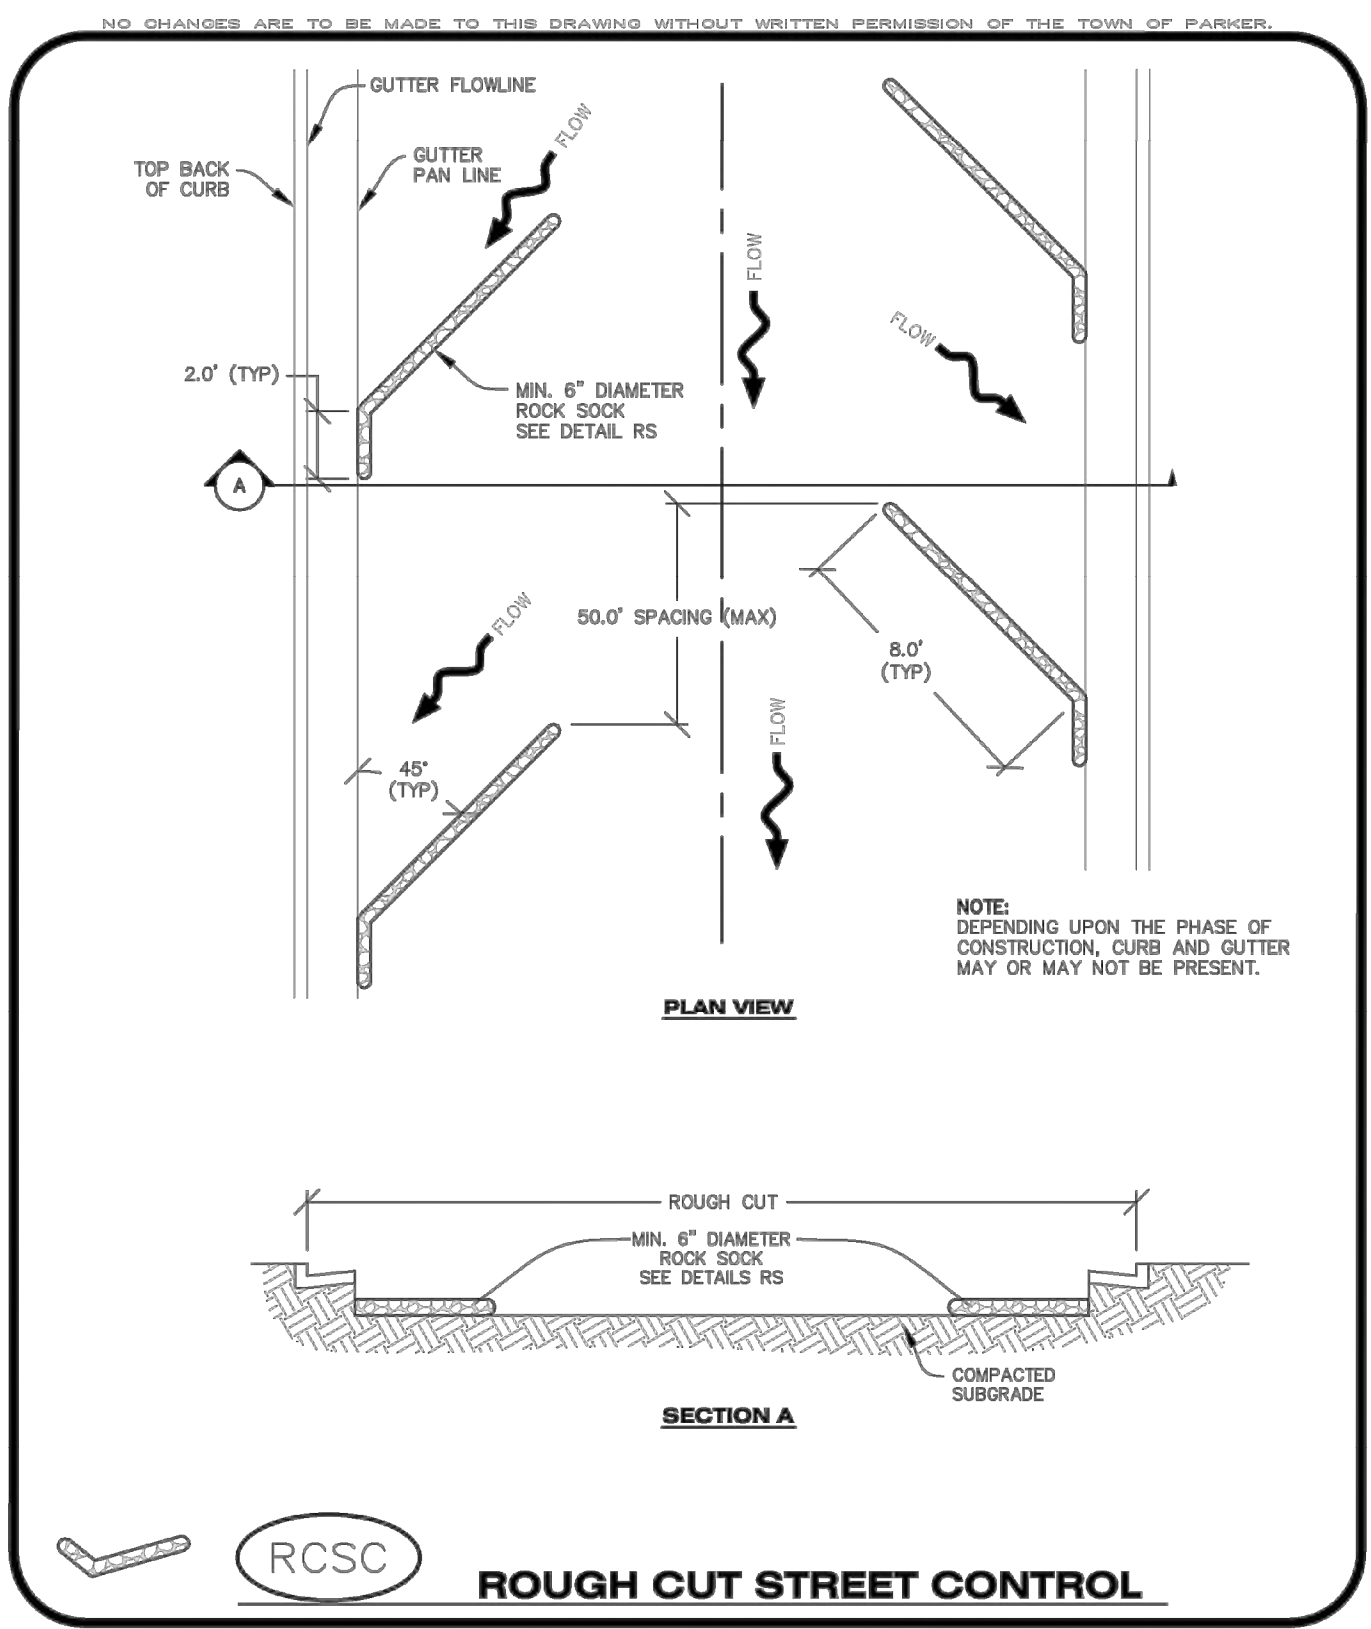 NO CHANGES ARE TO BE MADE TO THIS DRAWING WITHOUT WRITTEN PERMISSION OF THE TOWN OF PARKER.
GUTTER FLOWLINE
TOP BACK
OF CURB
GUTTER
PAN LINE
FLOW
FLOW
FLOW
2.0' (TYP)
MIN. 6" DIAMETER
ROCK SOCK
SEE DETAIL RS
A
50.0' SPACING (MAX)
FLOW
8.0'
(TYP)
FLOW
45°
(TYP)
NOTE:
DEPENDING UPON THE PHASE OF
CONSTRUCTION, CURB AND GUTTER
MAY OR MAY NOT BE PRESENT.
PLAN VIEW
ROUGH CUT
MIN. 6" DIAMETER
ROCK SOCK
SEE DETAILS RS
COMPACTED
SUBGRADE
SECTION A
RCSC
ROUGH CUT STREET CONTROL